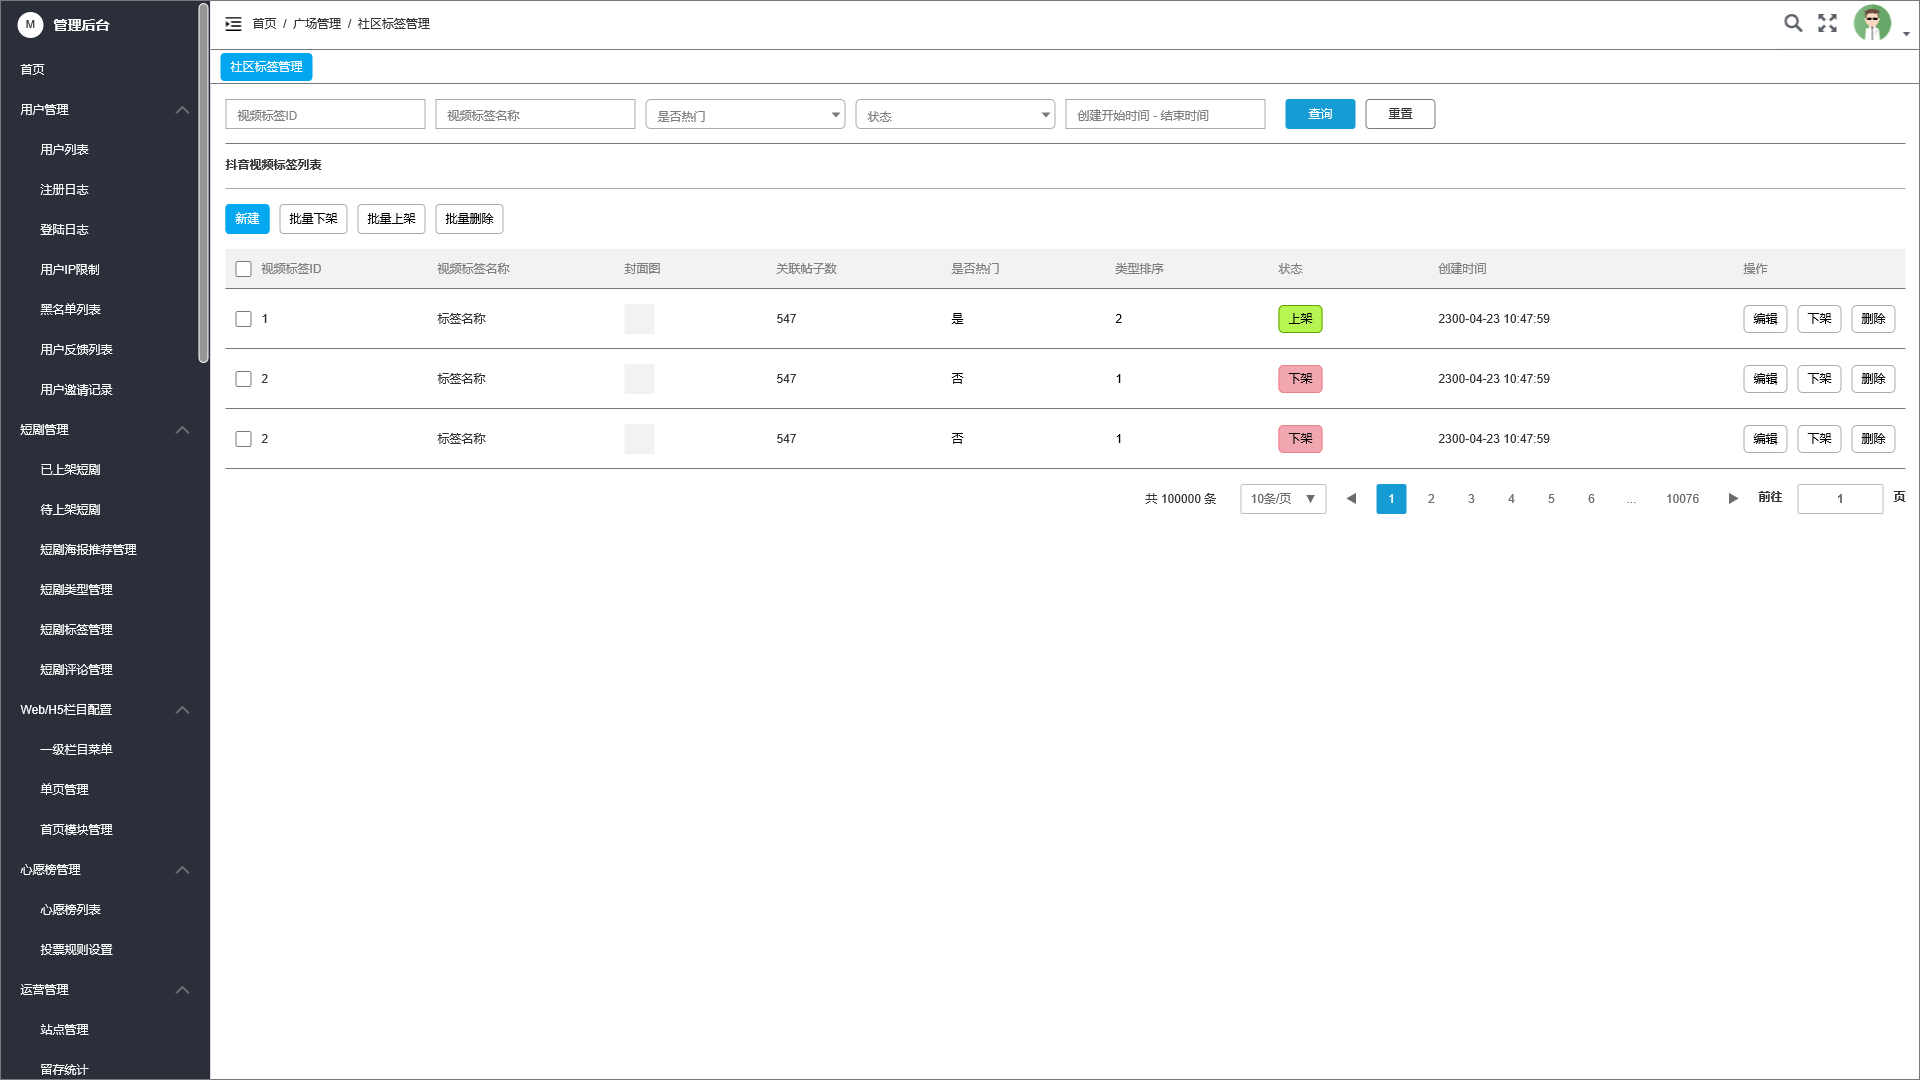 M 管理后台
首页
用户管理
用户列表
注册日志
登陆日志
用户IP限制
黑名单列表
用户反馈列表
用户邀请记录
短剧管理
已上架短剧
待上架短剧
短剧海报推荐管理
短剧类型管理
短剧标签管理
短剧评论管理
Web/H5栏目配置
一级栏目菜单
单页管理
首页模块管理
心愿榜管理
心愿榜列表
投票规则设置
运营管理
站点管理
留存统计
首页 / 广场管理 / 社区标签管理
社区标签管理
视频标签ID 视频标签名称 是否热门 状态 创建开始时间 - 结束时间 查询 重置
抖音视频标签列表
新建 批量下架 批量上架 批量删除
视频标签ID 视频标签名称 封面图 关联帖子数 是否热门 类型排序 状态 创建时间 操作
1 标签名称 547 是 2 上架 2300-04-23 10:47:59 编辑 下架 删除
2 标签名称 547 否 1 下架 2300-04-23 10:47:59 编辑 下架 删除
2 标签名称 547 否 1 下架 2300-04-23 10:47:59 编辑 下架 删除
共 100000 条 10条/页 1 2 3 4 5 6 ... 10076 前往 1 页